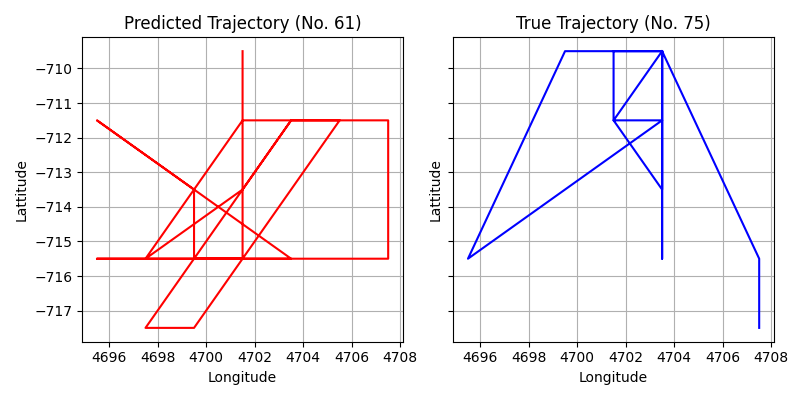 Predicted Trajectory (No. 61)
True Trajectory (No. 75)
−710
−711
−712
−713
−714
−715
−716
−717
Lattitude
Lattitude
4696 4698 4700 4702 4704 4706 4708
4696 4698 4700 4702 4704 4706 4708
Longitude
Longitude